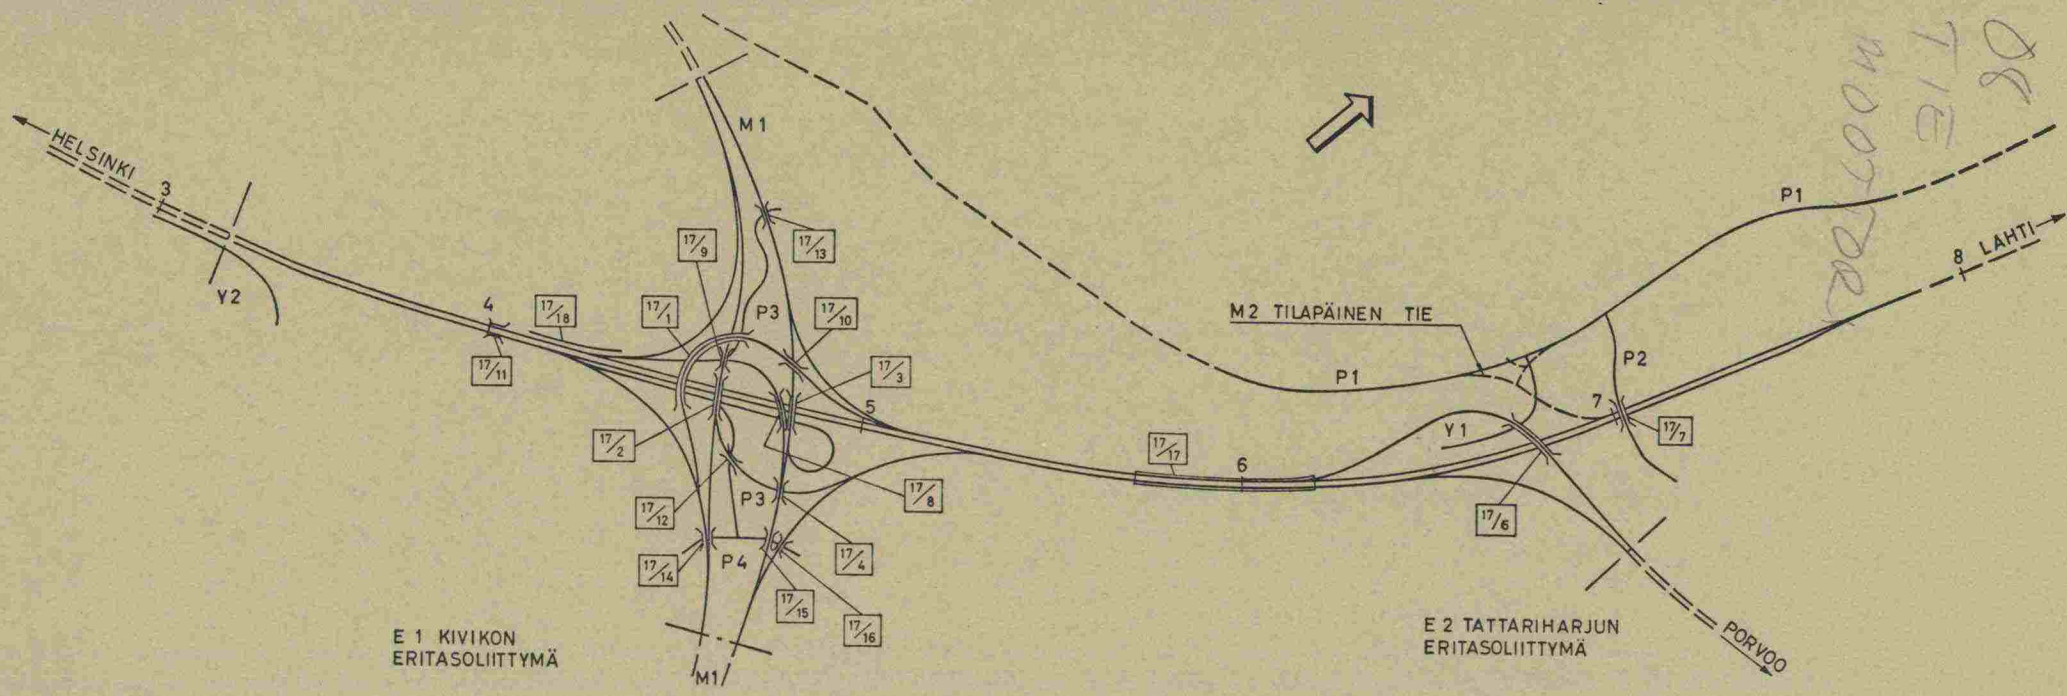 HELSINKI
3
Y2
4
17/18
17/11
17/1
17/9
M1
17/13
P3
17/10
17/3
5
17/2
17/12
P3
17/8
17/14
P4
17/4
17/15
17/16
M1
E 1 KIVIKON
ERITASOLIITTYMÄ
M2 TILAPÄINEN TIE
P1
P1
P2
8 LAHTI
7
17/7
Y1
17/17
6
17/6
E 2 TATTARIHARJUN
ERITASOLIITTYMÄ
PORVOO
TIE